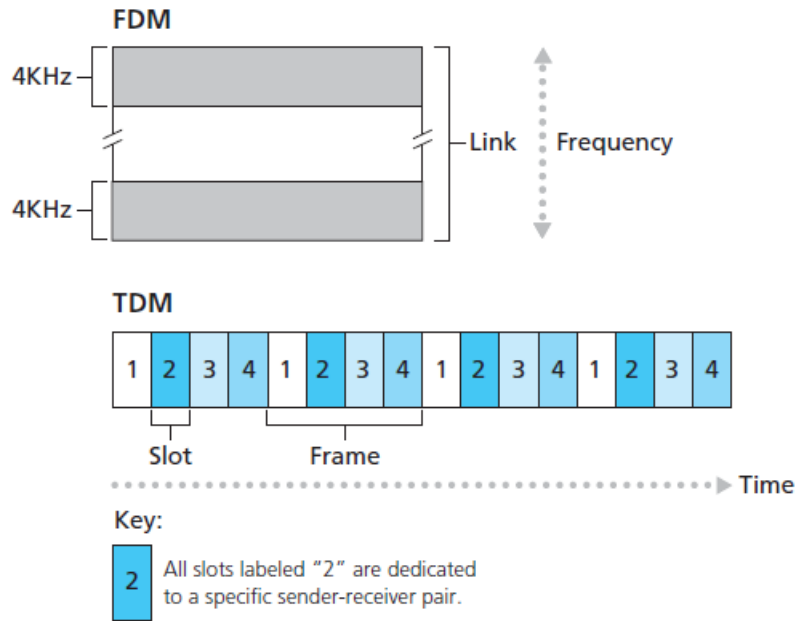 FDM
4KHz
Link
Frequency
4KHz
TDM
1 2 3 4 1 2 3 4 1 2 3 4 1 2 3 4
Slot
Frame
Time
Key:
2
All slots labeled “2” are dedicated
to a specific sender-receiver pair.